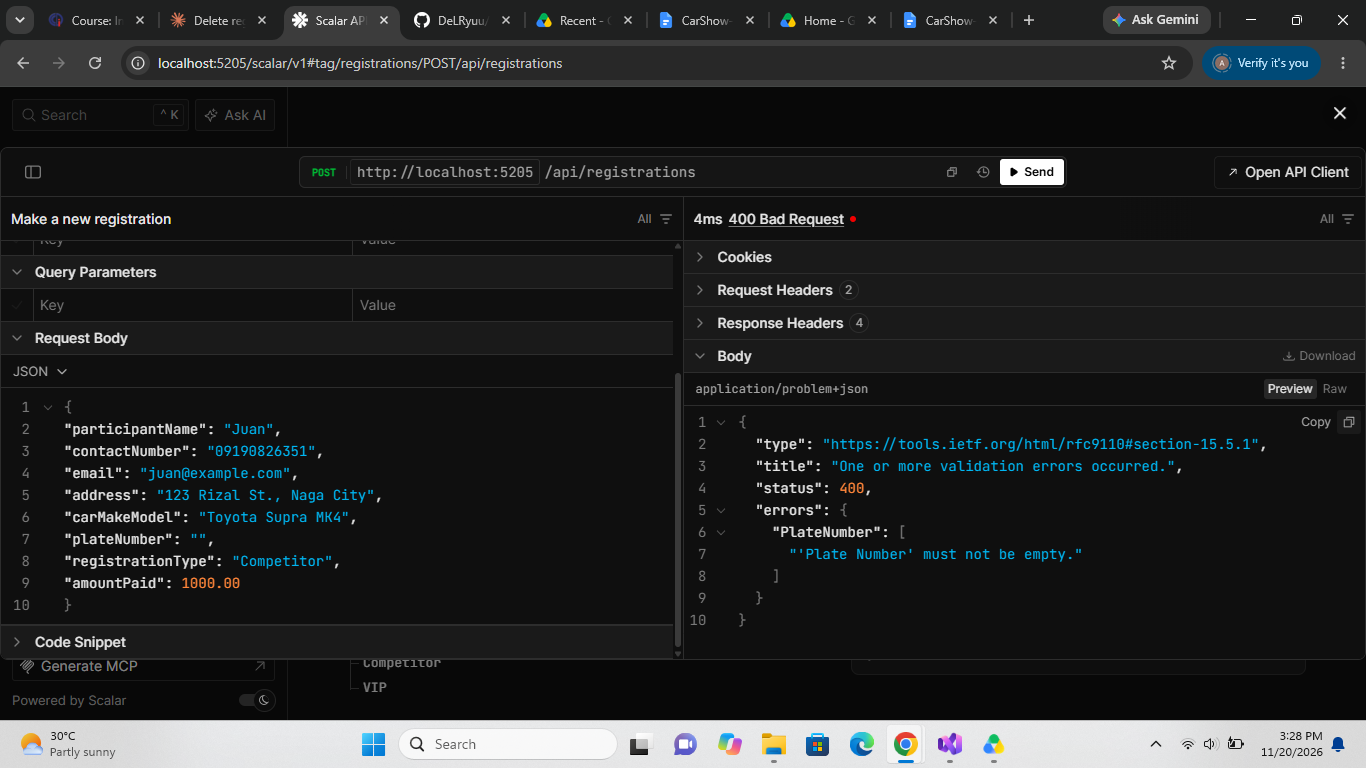 Course: In
Delete rec
Scalar API
DeLRyuu/
Recent - G
CarShow-
Home - G
CarShow-
Ask Gemini
localhost:5205/scalar/v1#tag/registrations/POST/api/registrations
Verify it's you
Search
^ K
Ask AI
POST
http://localhost:5205
/api/registrations
Send
Open API Client
Make a new registration
All
Key
Value
Query Parameters
Key
Value
Request Body
JSON
1 {
2 "participantName": "Juan",
3 "contactNumber": "09190826351",
4 "email": "juan@example.com",
5 "address": "123 Rizal St., Naga City",
6 "carMakeModel": "Toyota Supra MK4",
7 "plateNumber": "",
8 "registrationType": "Competitor",
9 "amountPaid": 1000.00
10 }
Code Snippet
4ms 400 Bad Request
All
Cookies
Request Headers 2
Response Headers 4
Body
Download
application/problem+json
Preview
Raw
Copy
1 {
2 "type": "https://tools.ietf.org/html/rfc9110#section-15.5.1",
3 "title": "One or more validation errors occurred.",
4 "status": 400,
5 "errors": {
6 "PlateNumber": [
7 "'Plate Number' must not be empty."
8 ]
9 }
10 }
Generate MCP
Competitor
VIP
Powered by Scalar
30°C
Partly sunny
Search
3:28 PM
11/20/2026